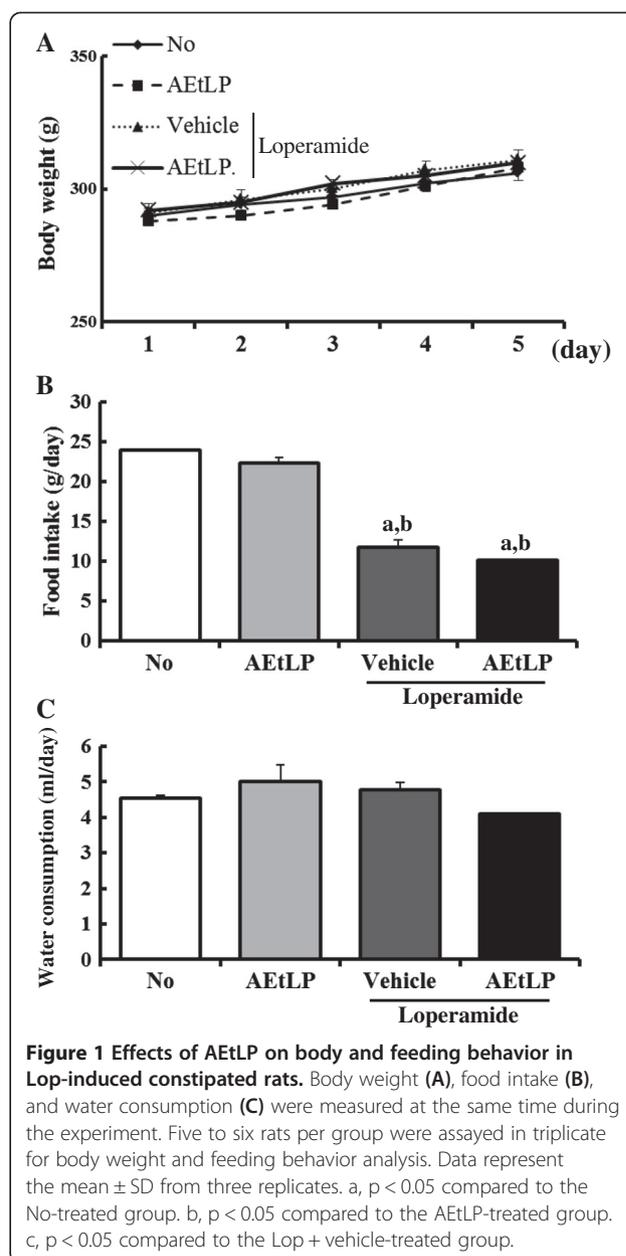 A
350
300
250
Body weight (g)
No
AEtLP
Vehicle
AEtLP.
Loperamide
1 2 3 4 5 (day)
B
30
25
20
15
10
5
0
Food intake (g/day)
a,b
a,b
No AEtLP Vehicle AEtLP
Loperamide
C
6
5
4
3
2
1
0
Water consumption (ml/day)
No AEtLP Vehicle AEtLP
Loperamide
Figure 1 Effects of AEtLP on body and feeding behavior in
Lop-induced constipated rats. Body weight (A), food intake (B),
and water consumption (C) were measured at the same time during
the experiment. Five to six rats per group were assayed in triplicate
for body weight and feeding behavior analysis. Data represent
the mean ± SD from three replicates. a, p < 0.05 compared to the
No-treated group. b, p < 0.05 compared to the AEtLP-treated group.
c, p < 0.05 compared to the Lop + vehicle-treated group.